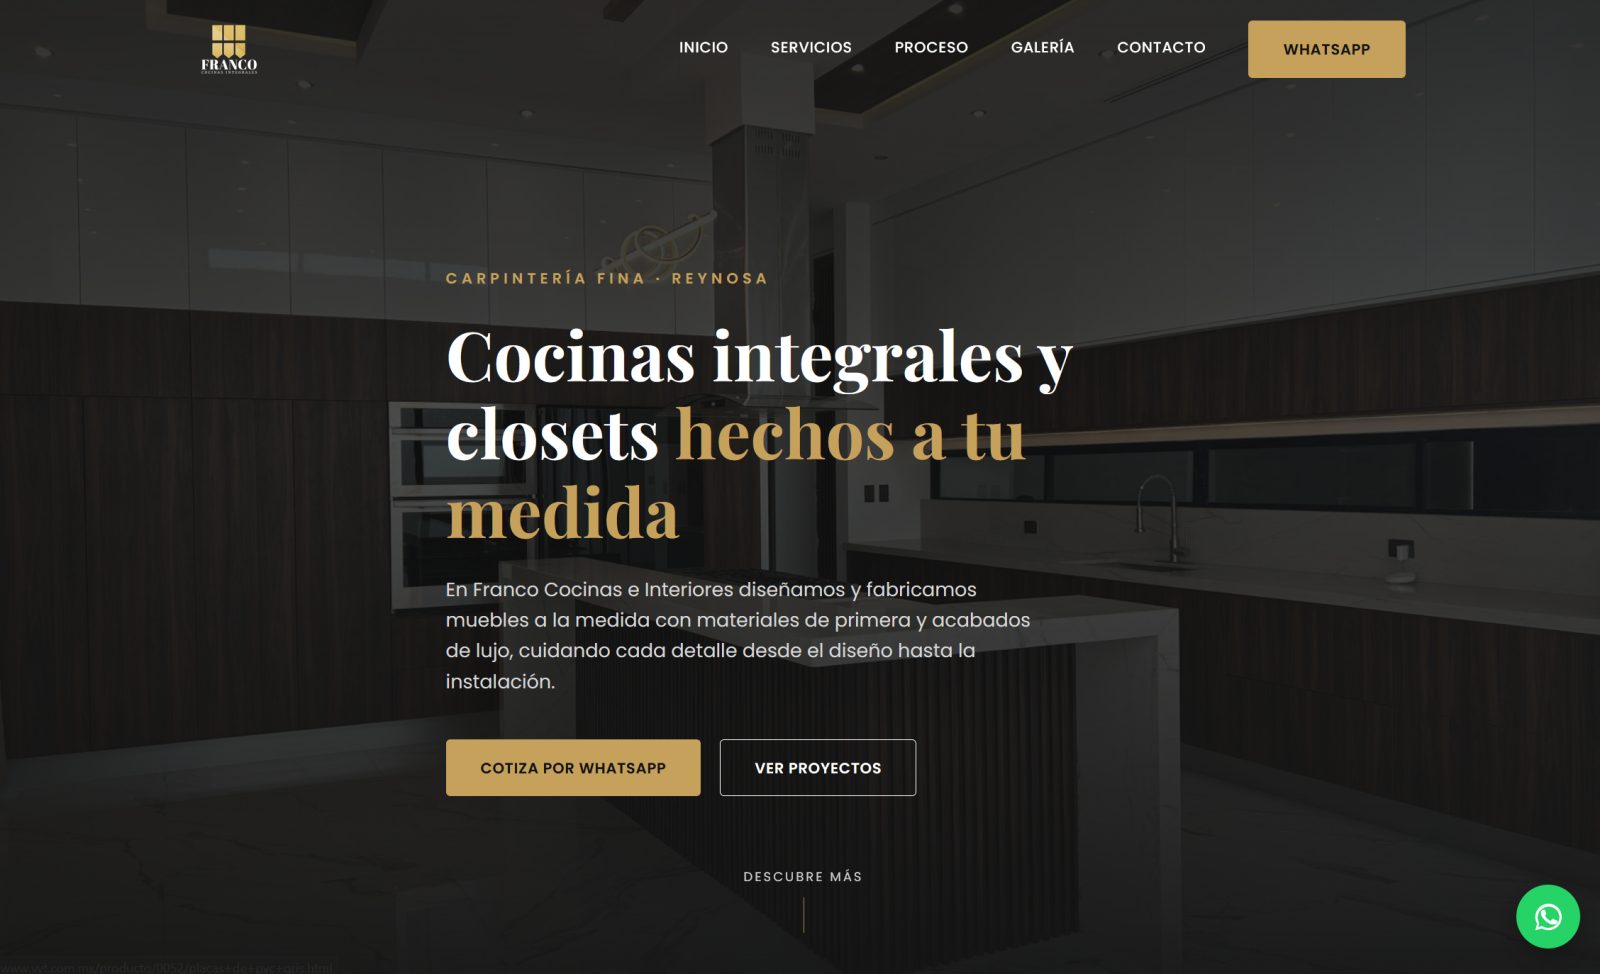 FRANCO
COCINAS INTEGRALES
INICIO
SERVICIOS
PROCESO
GALERÍA
CONTACTO
WHATSAPP
CARPINTERÍA FINA · REYNOSA
Cocinas integrales y
closets hechos a tu
medida
En Franco Cocinas e Interiores diseñamos y fabricamos
muebles a la medida con materiales de primera y acabados
de lujo, cuidando cada detalle desde el diseño hasta la
instalación.
COTIZA POR WHATSAPP
VER PROYECTOS
DESCUBRE MÁS